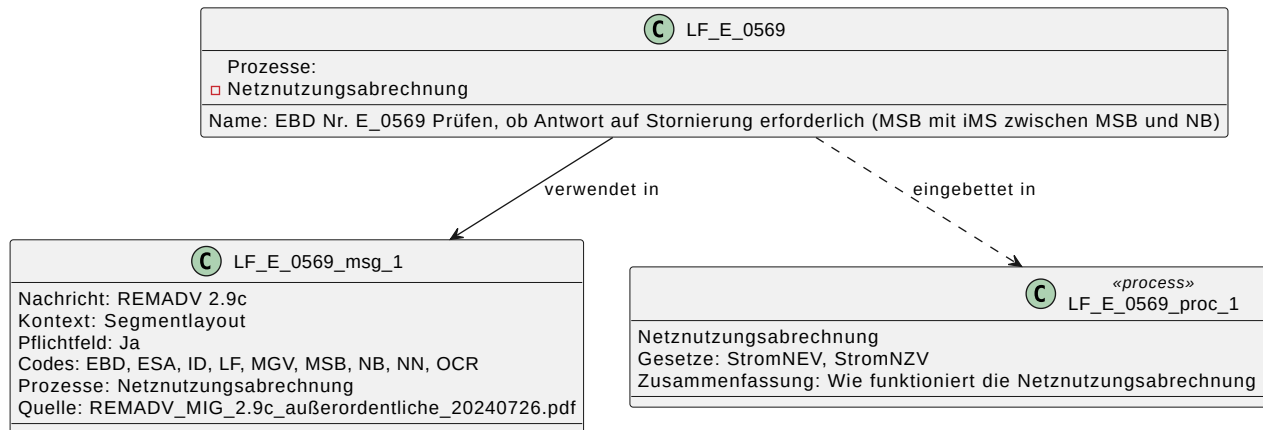 C LF_E_0569
Prozesse:
Netznutzungsabrechnung
Name: EBD Nr. E_0569 Prüfen, ob Antwort auf Stornierung erforderlich (MSB mit iMS zwischen MSB und NB)
verwendet in
eingebettet in
C LF_E_0569_msg_1
Nachricht: REMADV 2.9c
Kontext: Segmentlayout
Pflichtfeld: Ja
Codes: EBD, ESA, ID, LF, MGV, MSB, NB, NN, OCR
Prozesse: Netznutzungsabrechnung
Quelle: REMADV_MIG_2.9c_außerordentliche_20240726.pdf
«process»
C LF_E_0569_proc_1
Netznutzungsabrechnung
Gesetze: StromNEV, StromNZV
Zusammenfassung: Wie funktioniert die Netznutzungsabrechnung